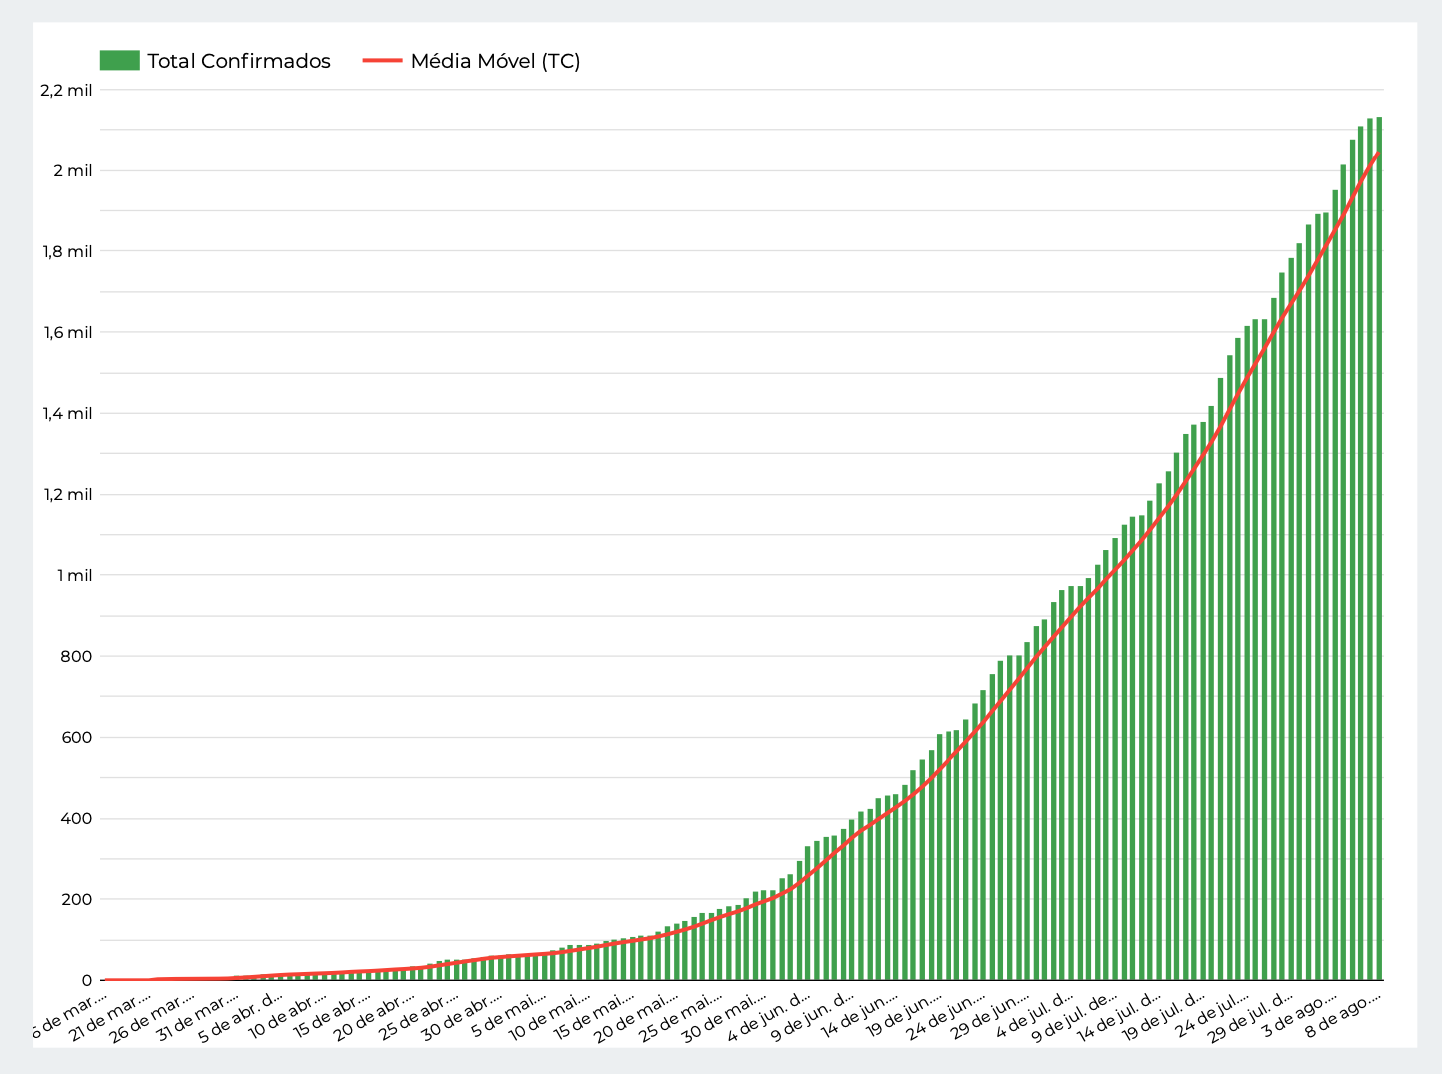 Total Confirmados Média Móvel (TC)
2,2 mil
2 mil
1,8 mil
1,6 mil
1,4 mil
1,2 mil
1 mil
800
600
400
200
0
6 de mar...
21 de mar...
26 de mar...
31 de mar...
5 de abr. d...
10 de abr...
15 de abr...
20 de abr...
25 de abr...
30 de abr...
5 de mai...
10 de mai...
15 de mai...
20 de mai...
25 de mai...
30 de mai...
4 de jun. d...
9 de jun. d...
14 de jun...
19 de jun...
24 de jun...
29 de jun...
4 de jul. d...
9 de jul. de...
14 de jul. d...
19 de jul. d...
24 de jul....
29 de jul. d...
3 de ago...
8 de ago...